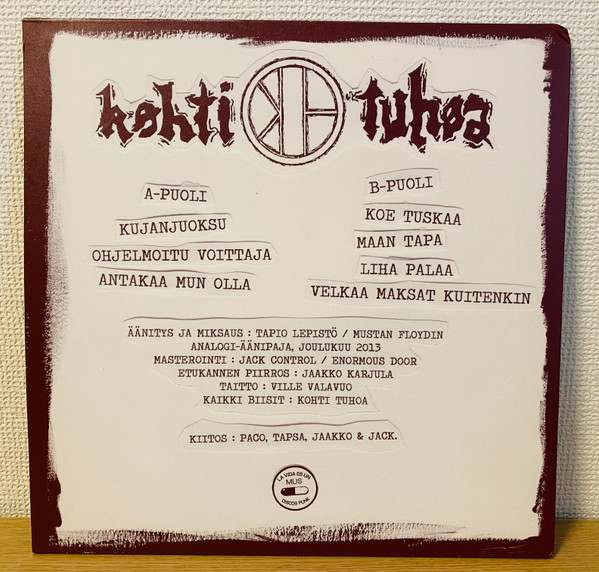 kohti tuhoa
A-PUOLI
KUJANJUOKSU
OHJELMOITU VOITTAJA
ANTAKAA MUN OLLA
B-PUOLI
KOE TUSKAA
MAAN TAPA
LIHA PALAA
VELKAA MAKSAT KUITENKIN
ÄÄNITYS JA MIKSAUS : TAPIO LEPISTÖ / MUSTAN FLOYDIN
ANALOGI-ÄÄNIPAJA, JOULUKUU 2013
MASTEROINTI : JACK CONTROL / ENORMOUS DOOR
ETUKANNEN PIIRROS : JAAKKO KARJULA
TAITTO : VILLE VALAVUO
KAIKKI BIISIT : KOHTI TUHOA
KIITOS : PACO, TAPSA, JAAKKO & JACK.
LA VIDA ES UN
MUS
DISCOS PUNK